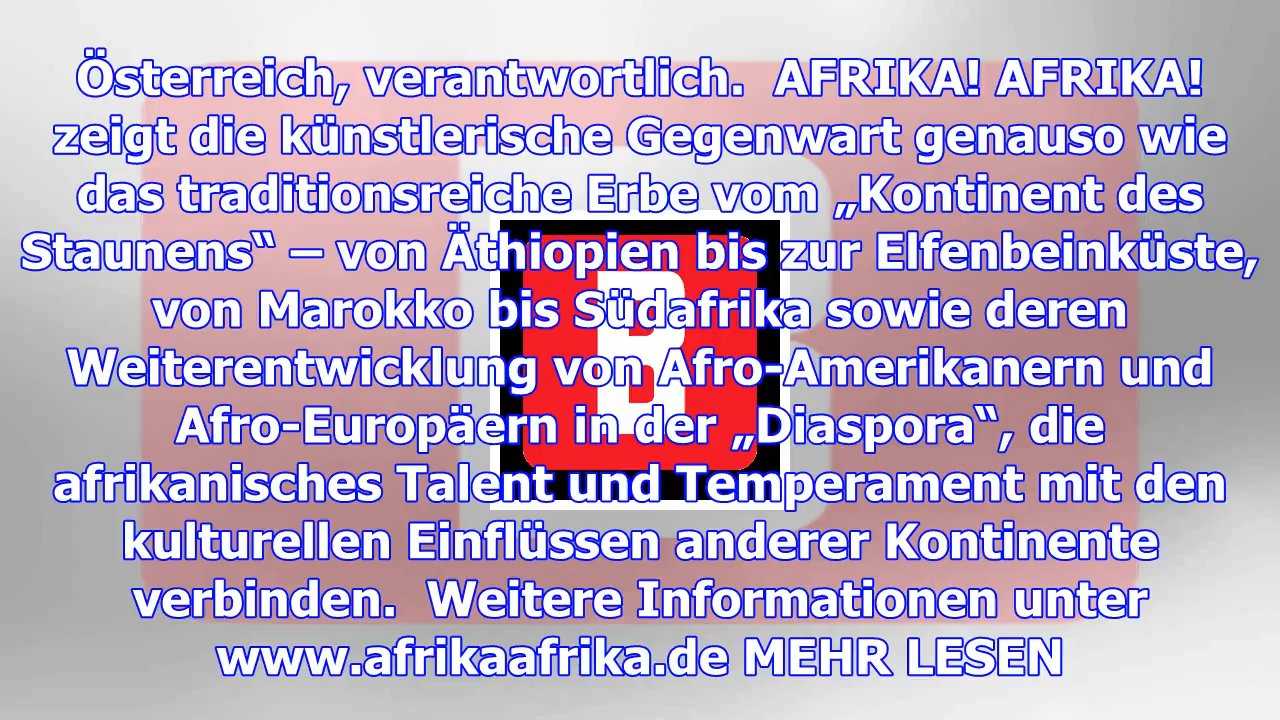 Österreich, verantwortlich.  AFRIKA! AFRIKA!
zeigt die künstlerische Gegenwart genauso wie
das traditionsreiche Erbe vom „Kontinent des
Staunens“ – von Äthiopien bis zur Elfenbeinküste,
von Marokko bis Südafrika sowie deren
Weiterentwicklung von Afro-Amerikanern und
Afro-Europäern in der „Diaspora“, die
afrikanisches Talent und Temperament mit den
kulturellen Einflüssen anderer Kontinente
verbinden.  Weitere Informationen unter
www.afrikaafrika.de MEHR LESEN
B